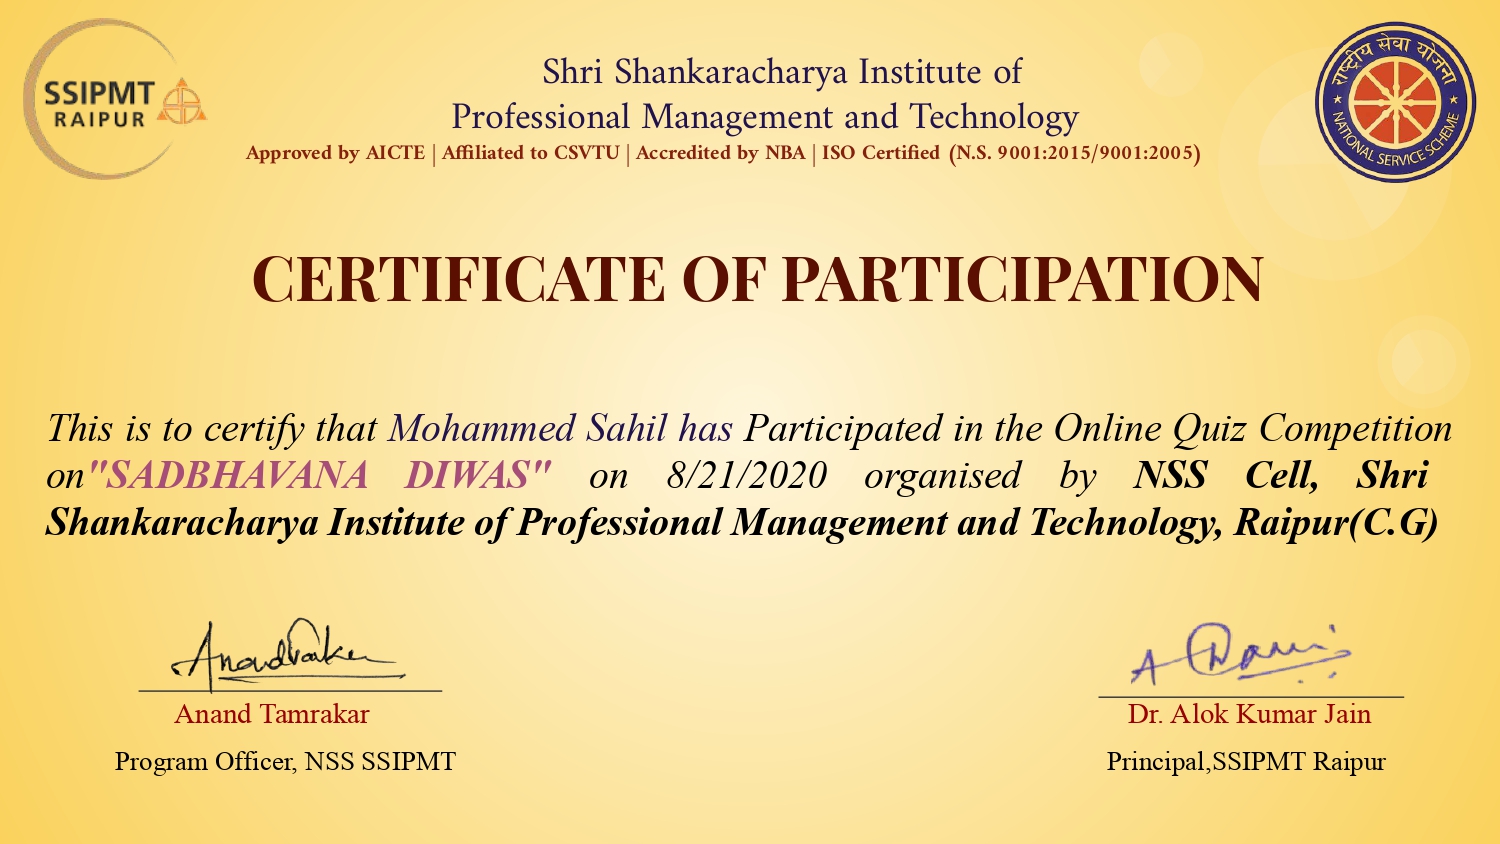 SSIPMT
RAIPUR
Shri Shankaracharya Institute of
Professional Management and Technology
Approved by AICTE | Affiliated to CSVTU | Accredited by NBA | ISO Certified (N.S. 9001:2015/9001:2005)
राष्ट्रीय सेवा योजना
NATIONAL SERVICE SCHEME
CERTIFICATE OF PARTICIPATION
This is to certify that Mohammed Sahil has Participated in the Online Quiz Competition
on"SADBHAVANA DIWAS" on 8/21/2020 organised by NSS Cell, Shri
Shankaracharya Institute of Professional Management and Technology, Raipur(C.G)
Anand Tamrakar
Program Officer, NSS SSIPMT
Dr. Alok Kumar Jain
Principal,SSIPMT Raipur